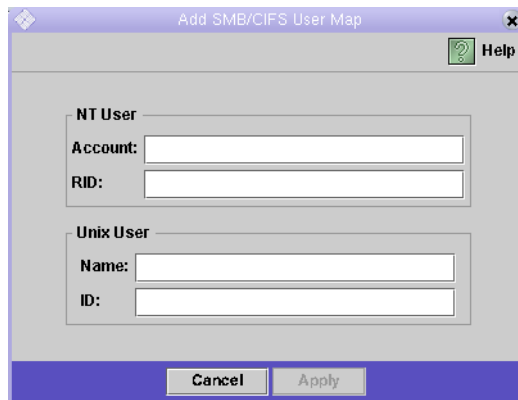 Add SMB/CIFS User Map
Help
NT User
Account:
RID:
Unix User
Name:
ID:
Cancel Apply